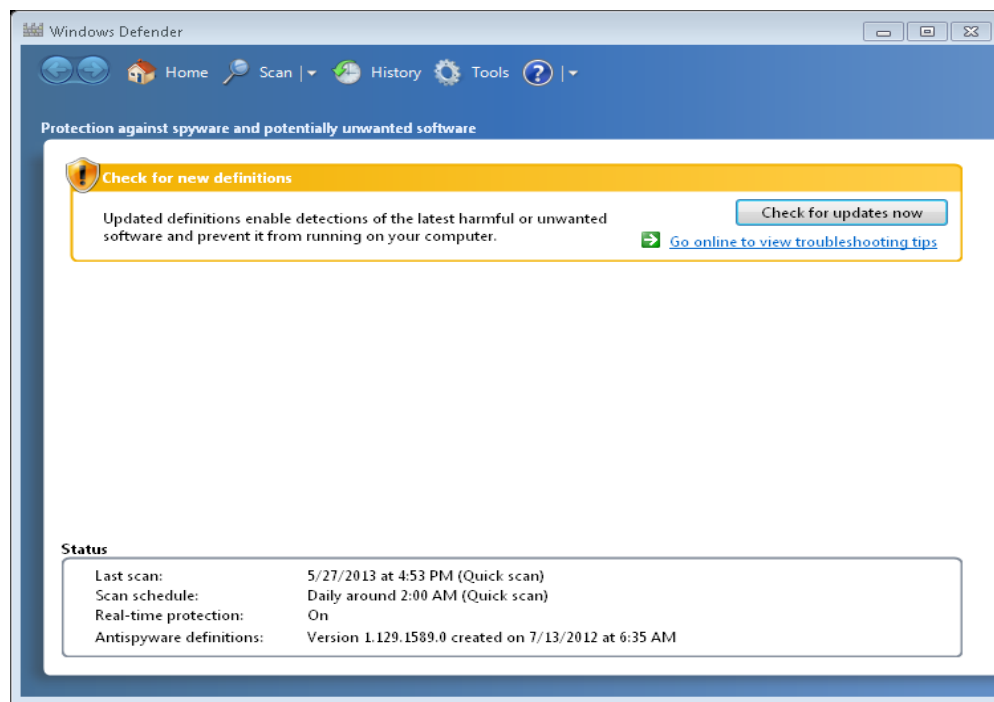 Windows Defender
Home Scan History Tools ?
Protection against spyware and potentially unwanted software
Check for new definitions
Updated definitions enable detections of the latest harmful or unwanted
software and prevent it from running on your computer.
Check for updates now
Go online to view troubleshooting tips
Status
Last scan: 5/27/2013 at 4:53 PM (Quick scan)
Scan schedule: Daily around 2:00 AM (Quick scan)
Real-time protection: On
Antispyware definitions: Version 1.129.1589.0 created on 7/13/2012 at 6:35 AM